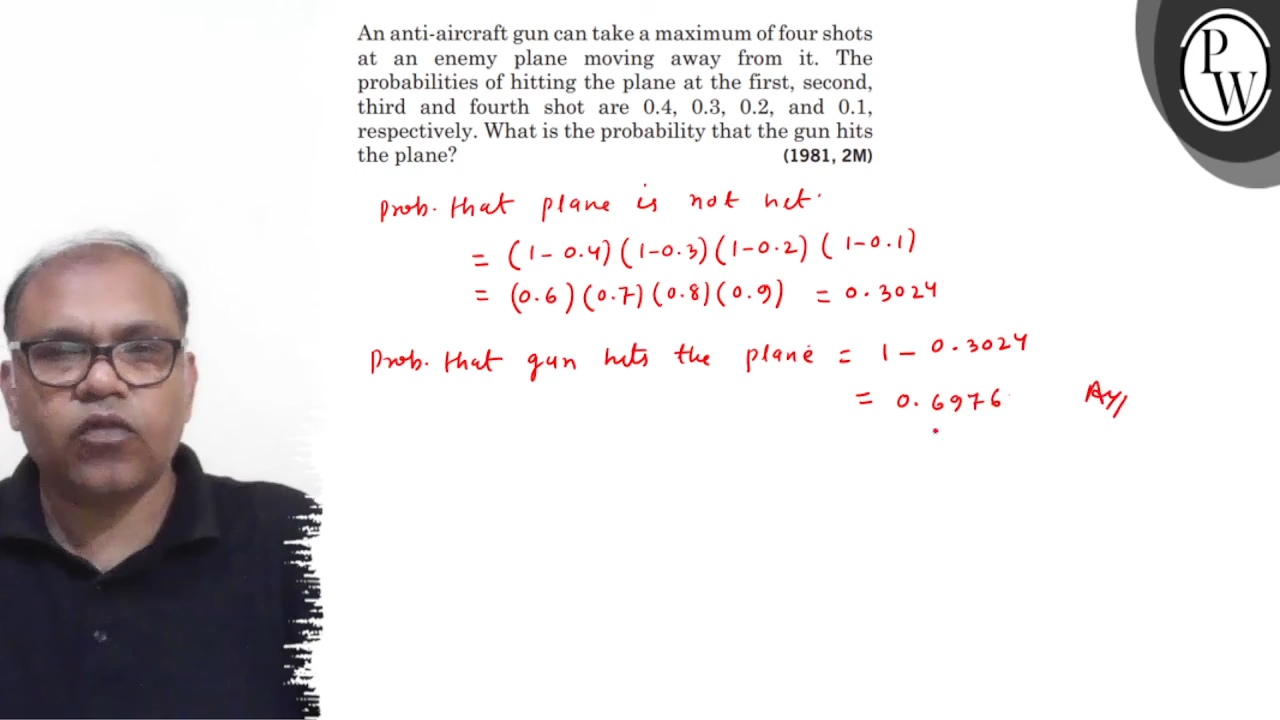 An anti-aircraft gun can take a maximum of four shots
at an enemy plane moving away from it. The
probabilities of hitting the plane at the first, second,
third and fourth shot are 0.4, 0.3, 0.2, and 0.1,
respectively. What is the probability that the gun hits
the plane? (1981, 2M)
P
W
Prob. that plane is not hit.
= (1-0.4)(1-0.3)(1-0.2)(1-0.1)
= (0.6)(0.7)(0.8)(0.9) = 0.3024
Prob. that gun hits the plane = 1 - 0.3024
= 0.6976